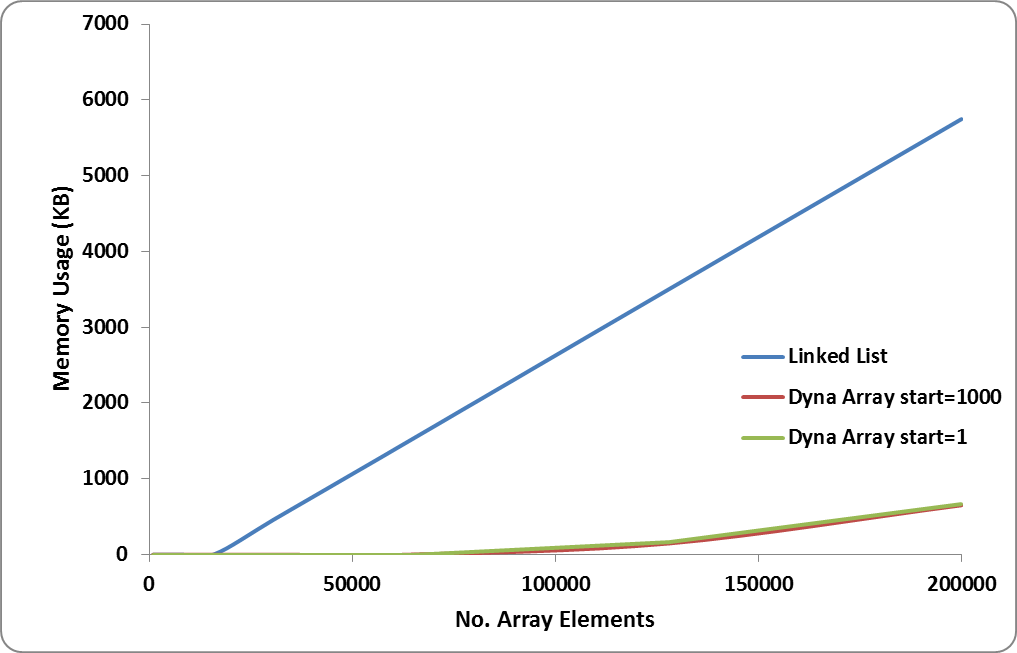 7000
6000
5000
4000
3000
2000
1000
0
Memory Usage (KB)
0 50000 100000 150000 200000
No. Array Elements
Linked List
Dyna Array start=1000
Dyna Array start=1